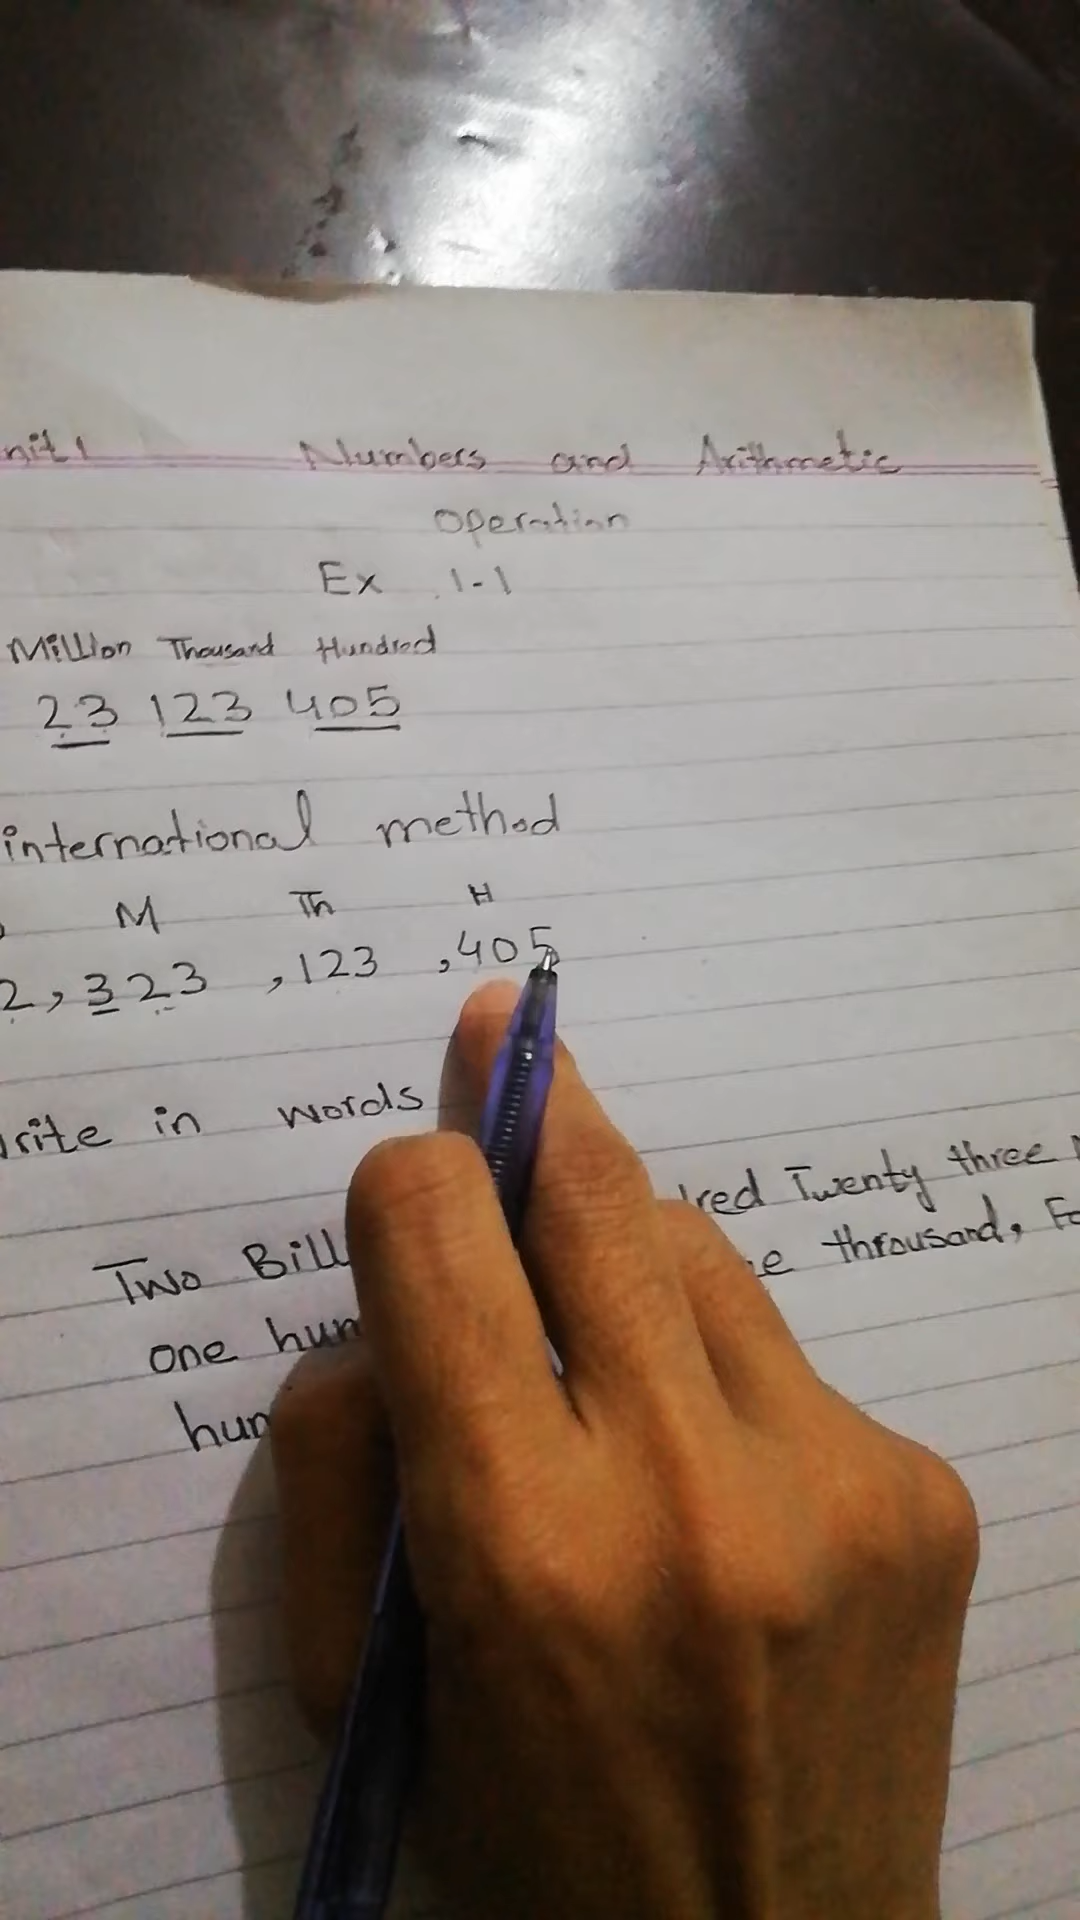 nit 1 Numbers and Arithmetic
Operation
Ex 1-1
Million Thousand Hundred
23 123 405
international method
M Th H
2, 323 ,123 ,405
rite in words
Two Bill red Twenty three
one hun e throusand, Fo
hun